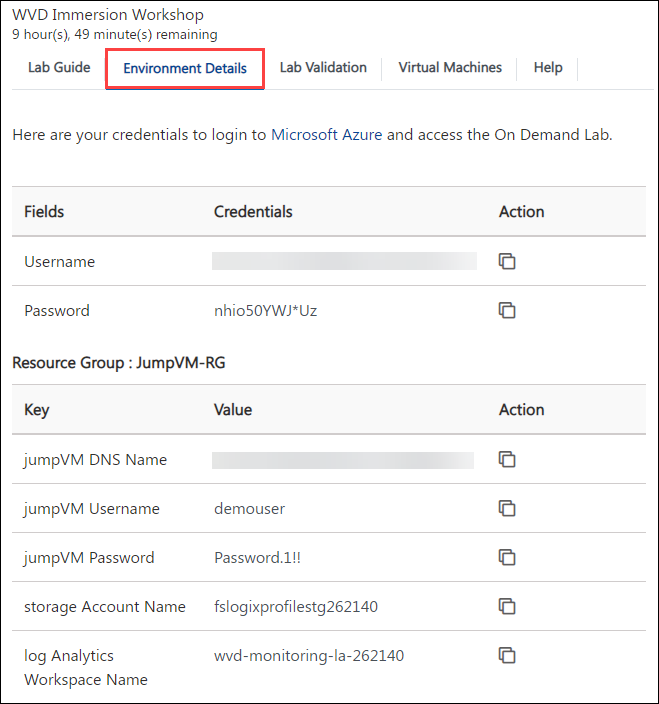 WVD Immersion Workshop
9 hour(s), 49 minute(s) remaining
Lab Guide Environment Details Lab Validation Virtual Machines Help
Here are your credentials to login to Microsoft Azure and access the On Demand Lab.
Fields Credentials Action
Username
Password nhio50YWJ*Uz
Resource Group : JumpVM-RG
Key Value Action
jumpVM DNS Name
jumpVM Username demouser
jumpVM Password Password.1!!
storage Account Name fslogixprofilestg262140
log Analytics wvd-monitoring-la-262140
Workspace Name